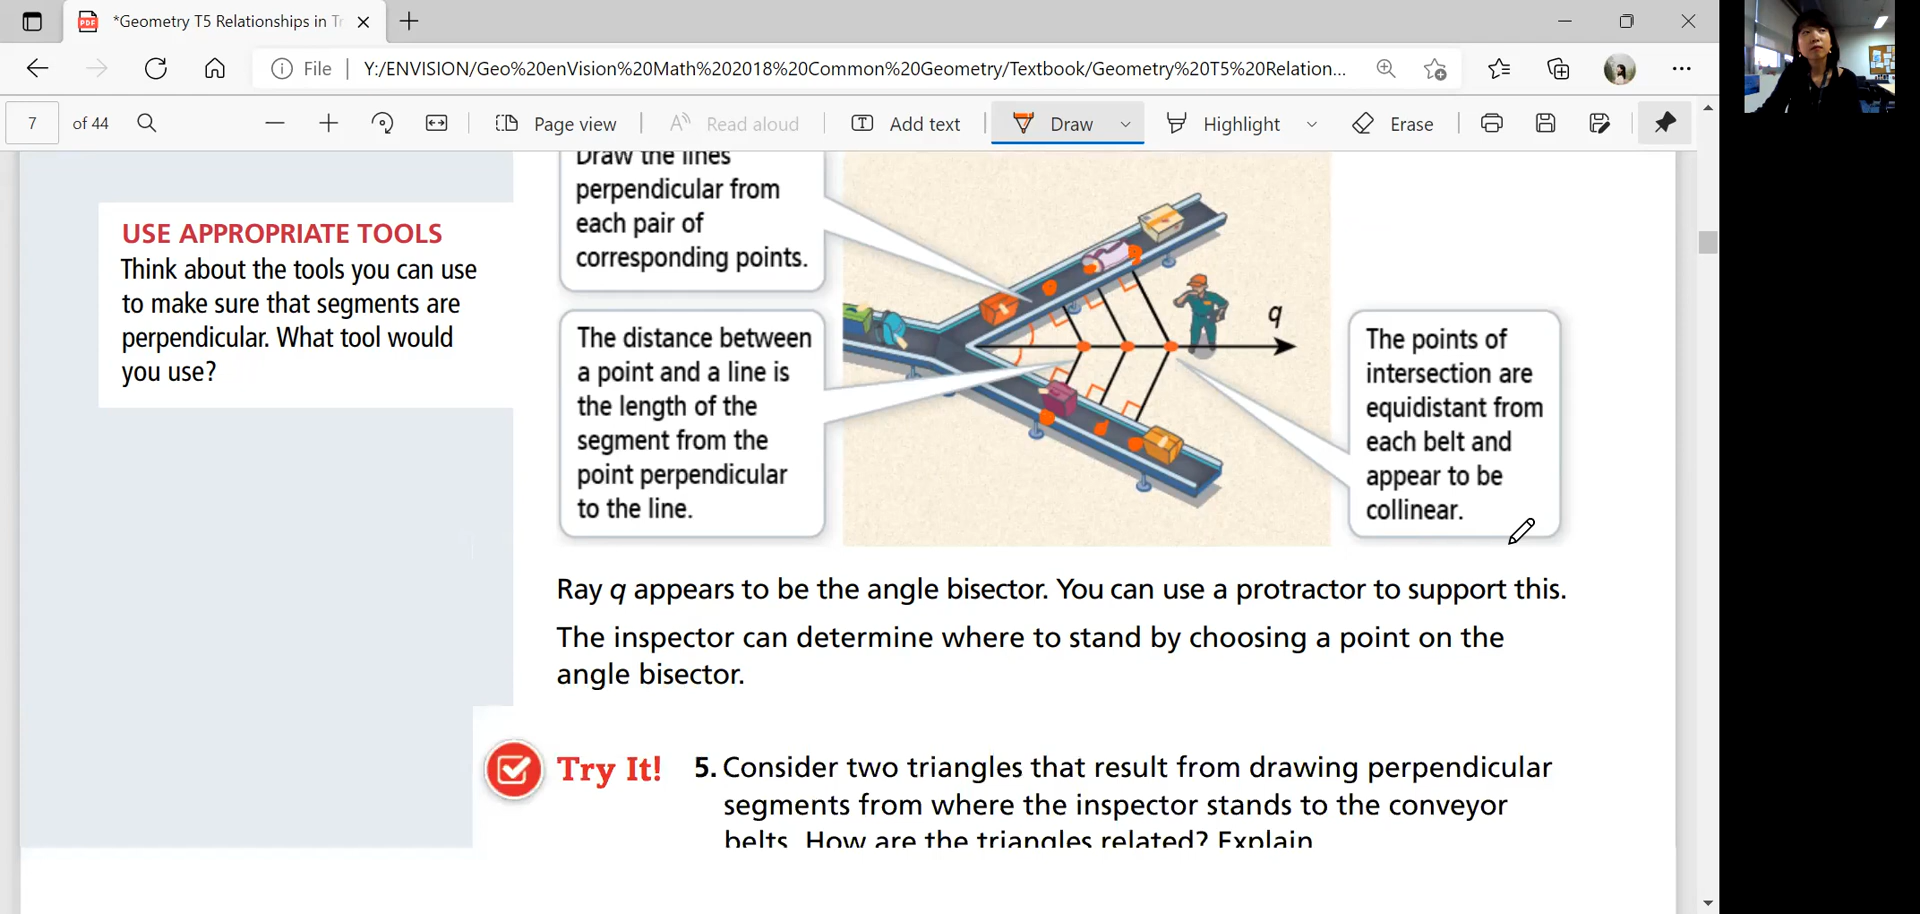 *Geometry T5 Relationships in Tr
File
Y:/ENVISION/Geo%20enVision%20Math%202018%20Common%20Geometry/Textbook/Geometry%20T5%20Relation...
7 of 44
Page view
Read aloud
Add text
Draw
Highlight
Erase
USE APPROPRIATE TOOLS
Think about the tools you can use
to make sure that segments are
perpendicular. What tool would
you use?
Draw the lines
perpendicular from
each pair of
corresponding points.
The distance between
a point and a line is
the length of the
segment from the
point perpendicular
to the line.
q
The points of
intersection are
equidistant from
each belt and
appear to be
collinear.
Ray q appears to be the angle bisector. You can use a protractor to support this.
The inspector can determine where to stand by choosing a point on the
angle bisector.
Try It!
5. Consider two triangles that result from drawing perpendicular
segments from where the inspector stands to the conveyor
belts. How are the triangles related? Explain